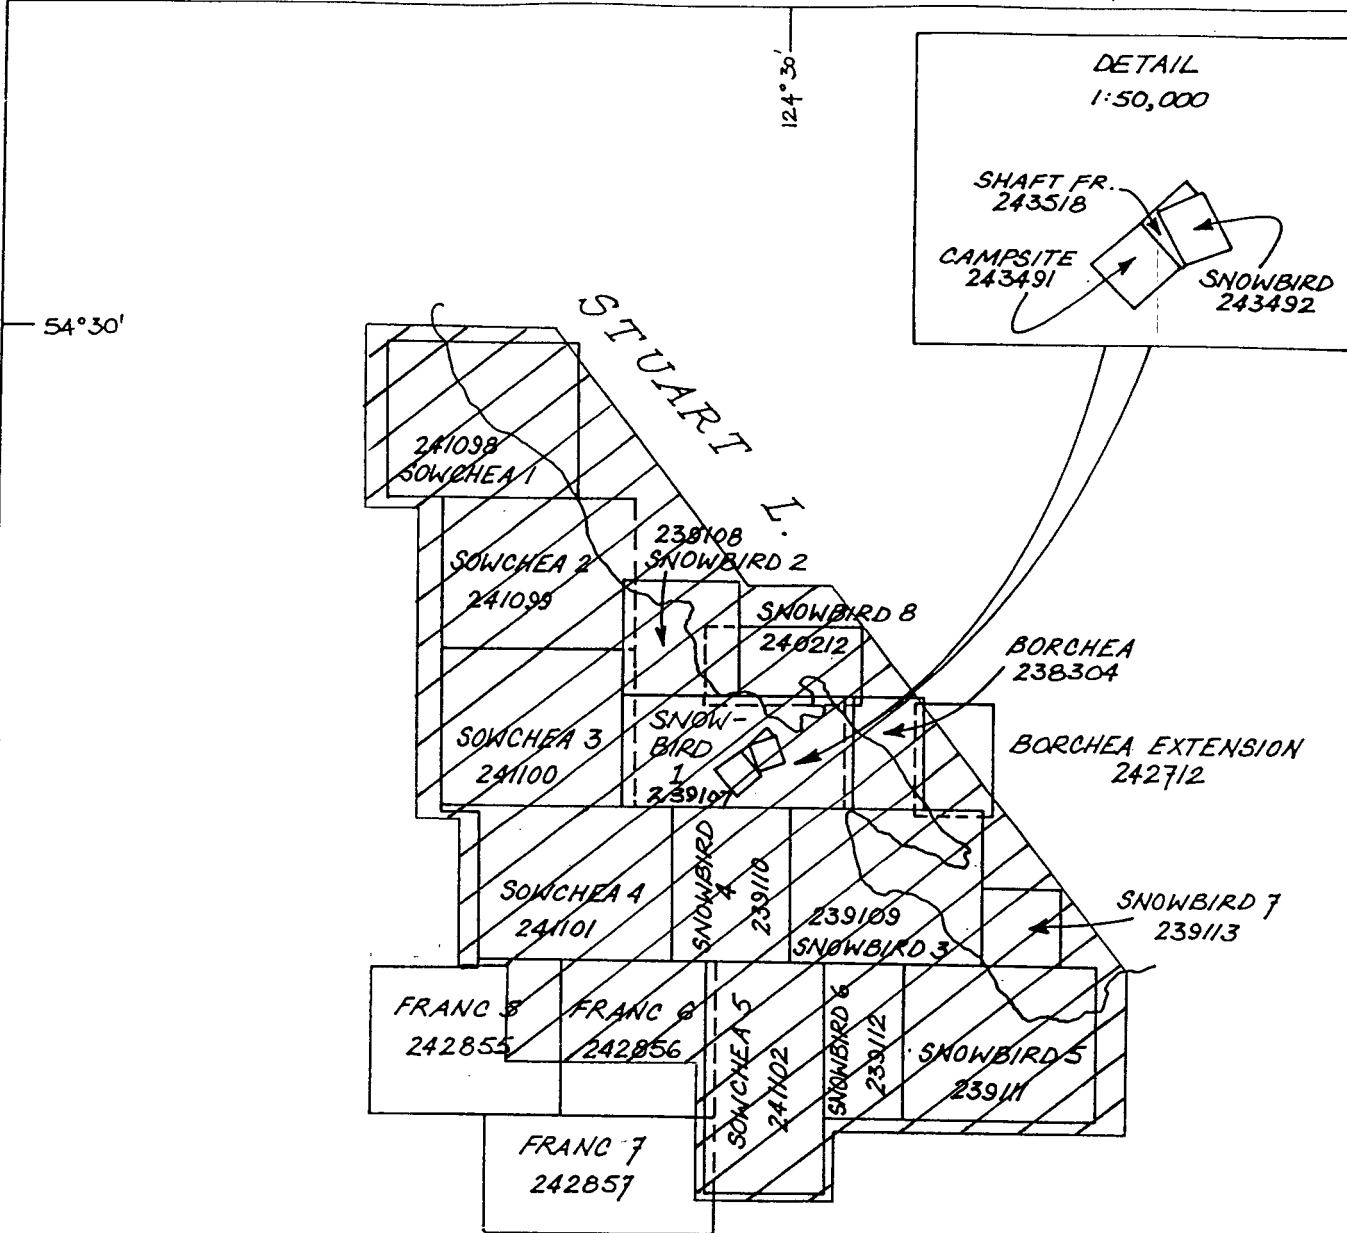 124° 30'
DETAIL
1:50,000
SHAFT FR.
243518
CAMPSITE
243491
SNOWBIRD
243492
54° 30'
STUART L.
241098
SOWCHEA 1
239108
SNOWBIRD 2
SOWCHEA 2
241099
SNOWBIRD 8
240212
BORCHEA
238304
SNOW-
BIRD
1
239107
SOWCHEA 3
241100
BORCHEA EXTENSION
242712
SOWCHEA 4
241101
SNOWBIRD
4
239110
239109
SNOWBIRD 3
SNOWBIRD 7
239113
FRANC 8
242855
FRANC 6
242856
SOWCHEA 5
241102
SNOWBIRD 6
239112
SNOWBIRD 5
239111
FRANC 7
242857